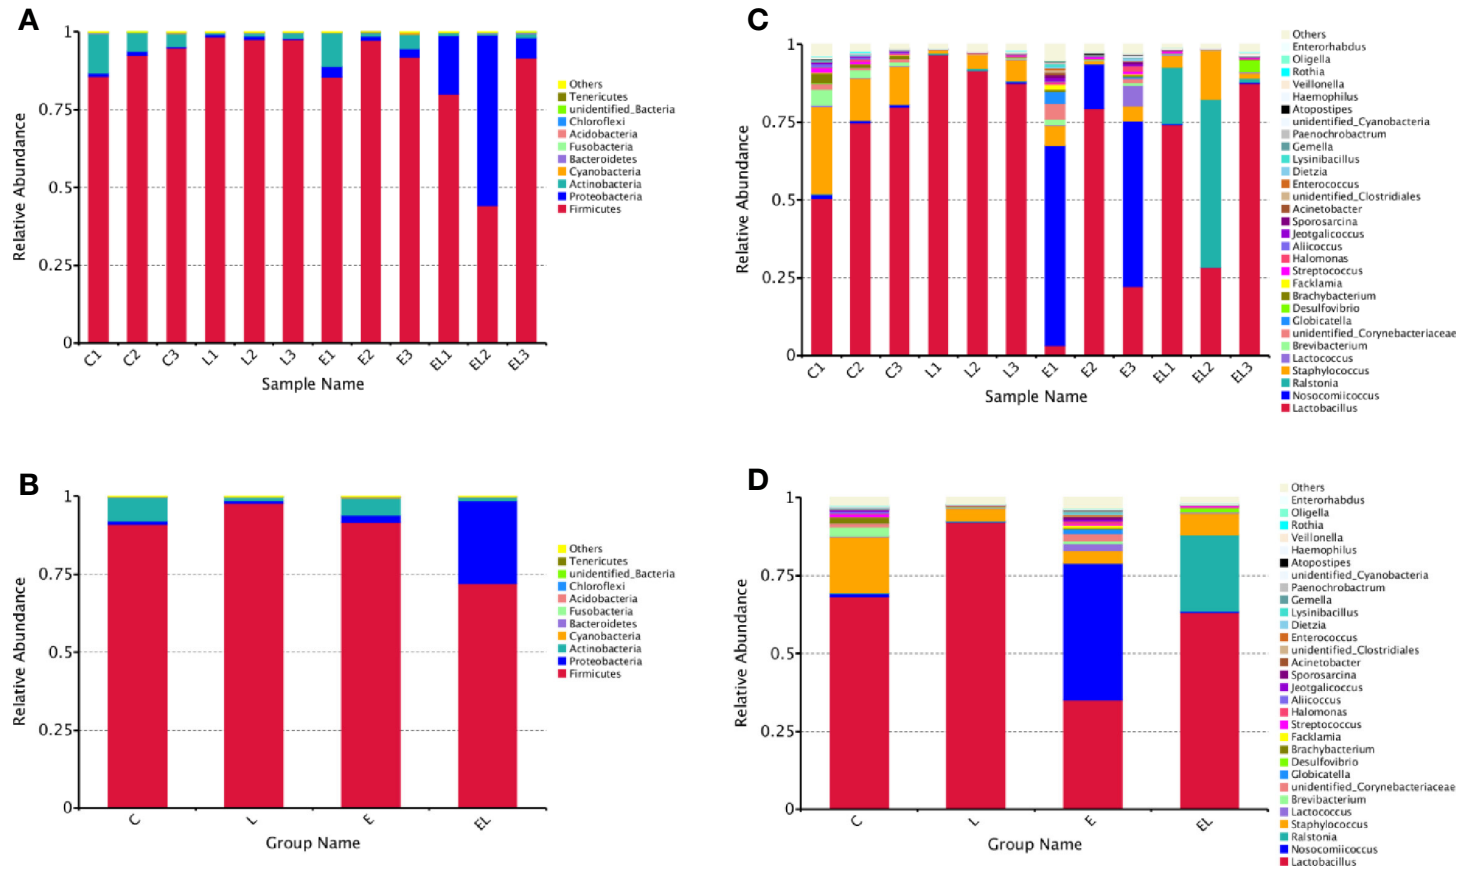 A
1
0.75
0.5
0.25
0
Relative Abundance
C1
C2
C3
L1
L2
L3
E1
E2
E3
EL1
EL2
EL3
Sample Name
Others
Tenericutes
unidentified_Bacteria
Chloroflexi
Acidobacteria
Fusobacteria
Bacteroidetes
Cyanobacteria
Actinobacteria
Proteobacteria
Firmicutes
C
1
0.75
0.5
0.25
0
Relative Abundance
C1
C2
C3
L1
L2
L3
E1
E2
E3
EL1
EL2
EL3
Sample Name
Others
Enterorhabdus
Oligella
Rothia
Veillonella
Haemophilus
Atopostipes
unidentified_Cyanobacteria
Paenochrobactrum
Gemella
Lysinibacillus
Dietzia
Enterococcus
unidentified_Clostridiales
Acinetobacter
Sporosarcina
Jeotgalicoccus
Aliicoccus
Halomonas
Streptococcus
Facklamia
Brachybacterium
Desulfovibrio
Globicatella
unidentified_Corynebacteriaceae
Brevibacterium
Lactococcus
Staphylococcus
Ralstonia
Nosocomiicoccus
Lactobacillus
B
1
0.75
0.5
0.25
0
Relative Abundance
C
L
E
EL
Group Name
Others
Tenericutes
unidentified_Bacteria
Chloroflexi
Acidobacteria
Fusobacteria
Bacteroidetes
Cyanobacteria
Actinobacteria
Proteobacteria
Firmicutes
D
1
0.75
0.5
0.25
0
Relative Abundance
C
L
E
EL
Group Name
Others
Enterorhabdus
Oligella
Rothia
Veillonella
Haemophilus
Atopostipes
unidentified_Cyanobacteria
Paenochrobactrum
Gemella
Lysinibacillus
Dietzia
Enterococcus
unidentified_Clostridiales
Acinetobacter
Sporosarcina
Jeotgalicoccus
Aliicoccus
Halomonas
Streptococcus
Facklamia
Brachybacterium
Desulfovibrio
Globicatella
unidentified_Corynebacteriaceae
Brevibacterium
Lactococcus
Staphylococcus
Ralstonia
Nosocomiicoccus
Lactobacillus